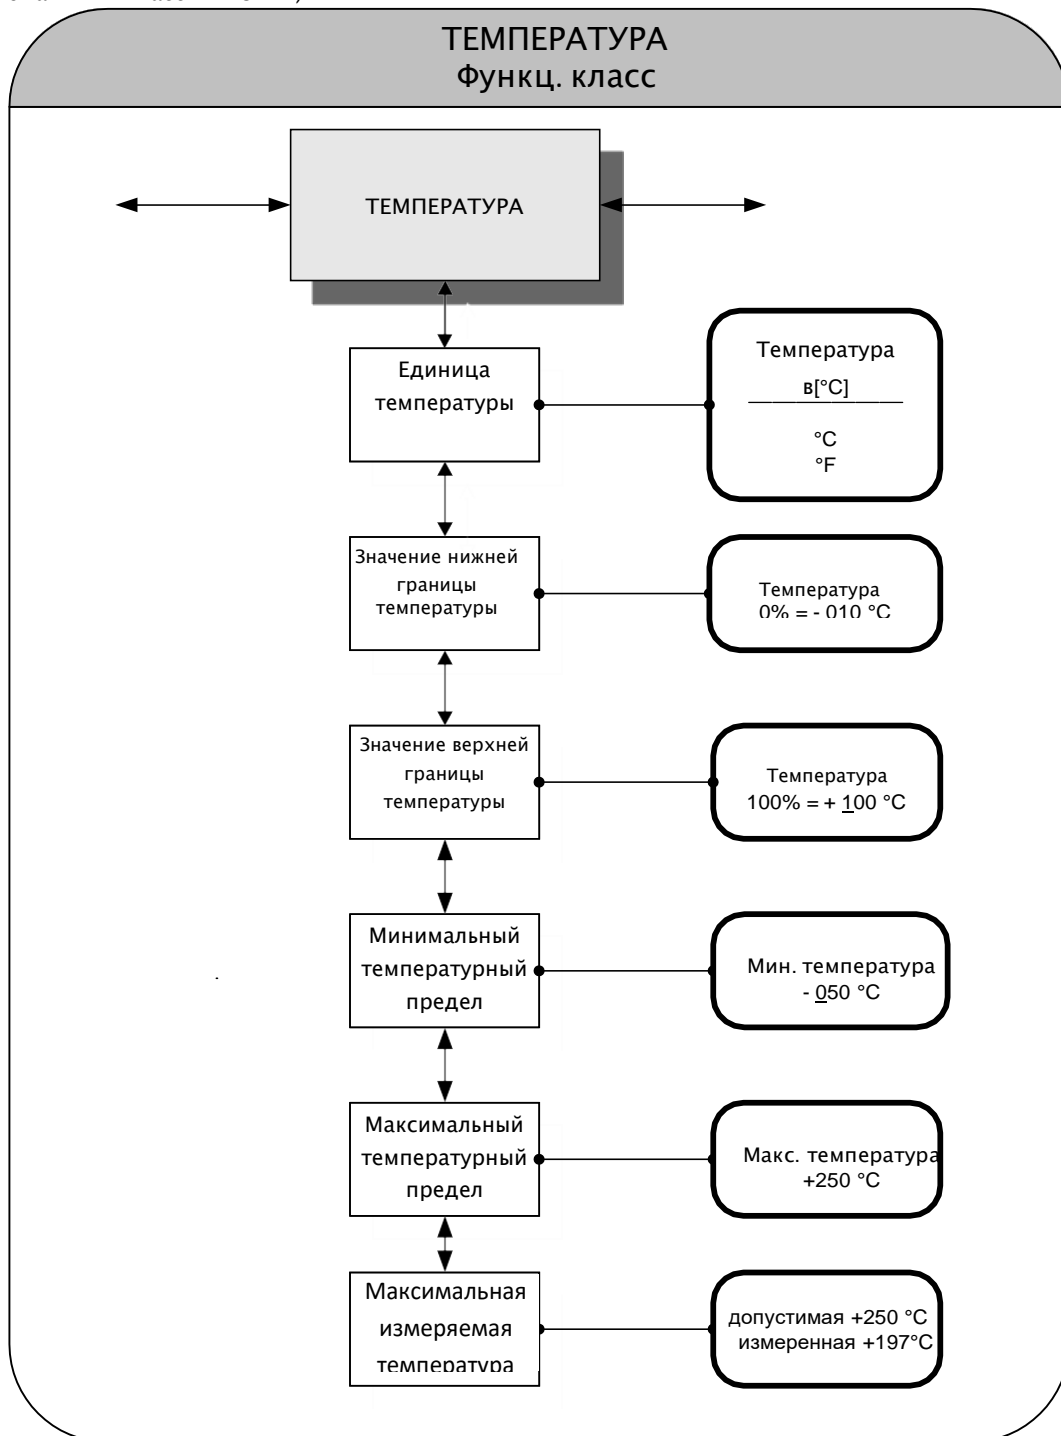 ТЕМПЕРАТУРА
Функц. класс
ТЕМПЕРАТУРА
Единица
температуры
Температура
в[°C]
°C
°F
Значение нижней
границы
температуры
Температура
0% = - 010 °C
Значение верхней
границы
температуры
Температура
100% = + 100 °C
Минимальный
температурный
предел
Мин. температура
- 050 °C
Максимальный
температурный
предел
Макс. температура
+250 °C
Максимальная
измеряемая
температура
допустимая +250 °C
измеренная +197°C